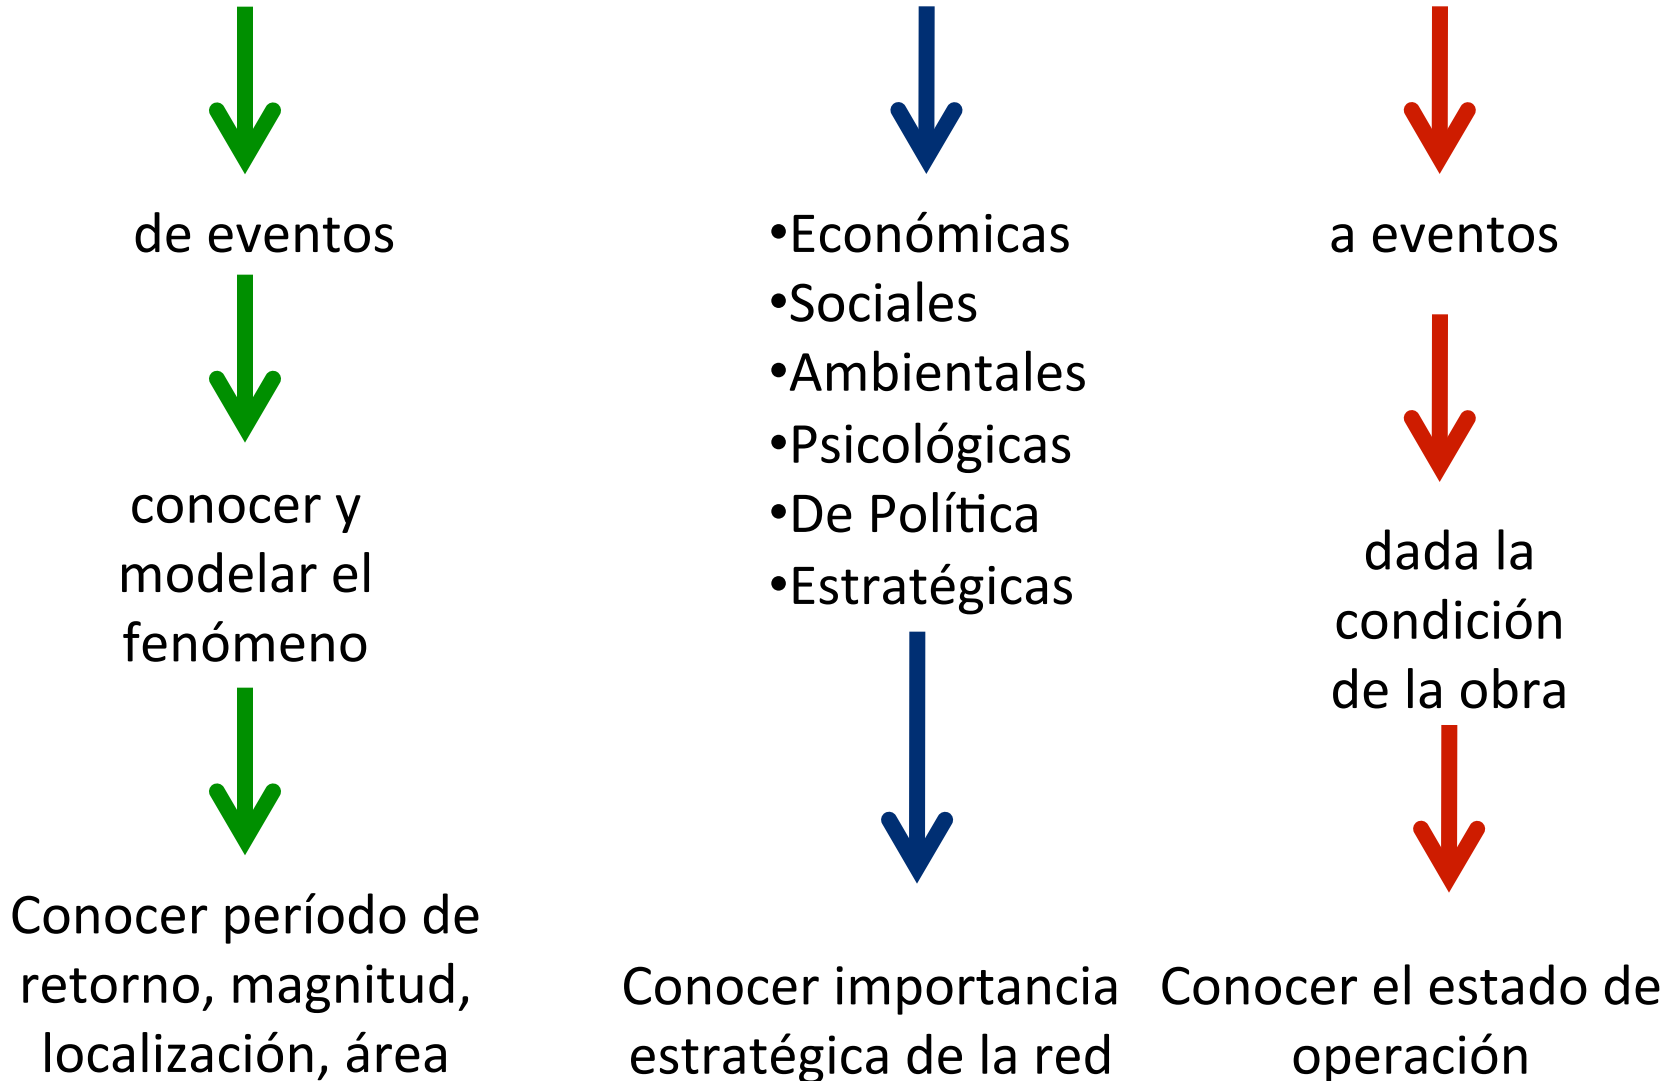 de eventos
conocer y
modelar el
fenómeno
Conocer período de
retorno, magnitud,
localización, área
•Económicas
•Sociales
•Ambientales
•Psicológicas
•De Política
•Estratégicas
Conocer importancia
estratégica de la red
a eventos
dada la
condición
de la obra
Conocer el estado de
operación